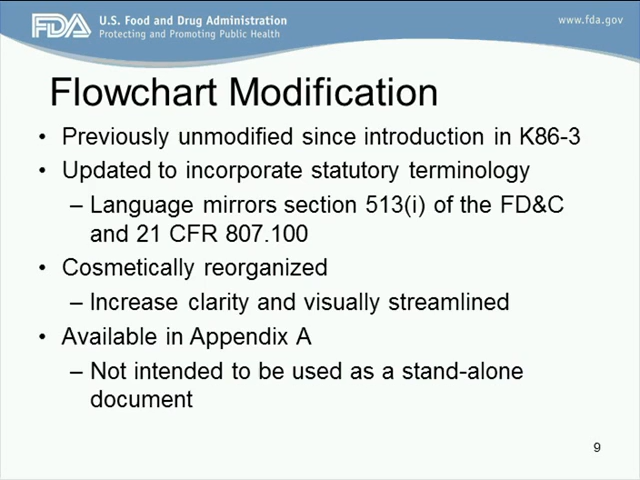 FDA U.S. Food and Drug Administration
Protecting and Promoting Public Health
www.fda.gov
Flowchart Modification
• Previously unmodified since introduction in K86-3
• Updated to incorporate statutory terminology
– Language mirrors section 513(i) of the FD&C
and 21 CFR 807.100
• Cosmetically reorganized
– Increase clarity and visually streamlined
• Available in Appendix A
– Not intended to be used as a stand-alone
document
9